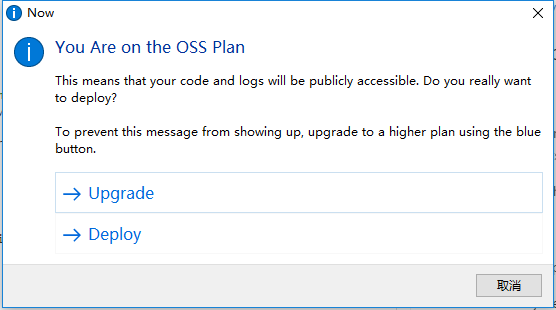 Now
You Are on the OSS Plan
This means that your code and logs will be publicly accessible. Do you really want
to deploy?
To prevent this message from showing up, upgrade to a higher plan using the blue
button.
Upgrade
Deploy
取消